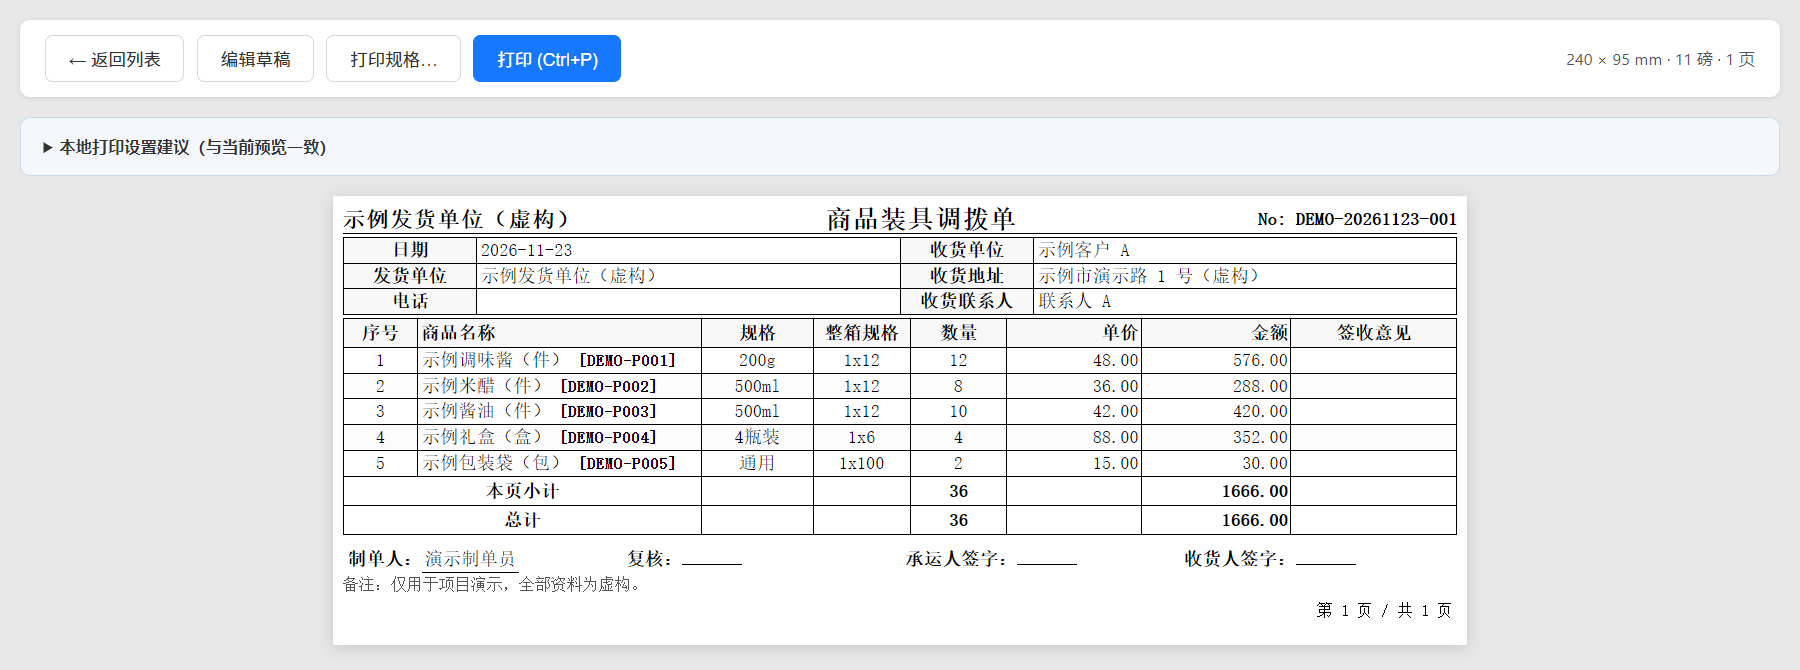 ← 返回列表 编辑草稿 打印规格… 打印 (Ctrl+P) 240 × 95 mm · 11 磅 · 1 页
▶ 本地打印设置建议（与当前预览一致）
示例发货单位（虚构） 商品装具调拨单 No: DEMO-20261123-001
日期 2026-11-23 收货单位 示例客户 A
发货单位 示例发货单位（虚构） 收货地址 示例市演示路 1 号（虚构）
电话 收货联系人 联系人 A
序号 商品名称 规格 整箱规格 数量 单价 金额 签收意见
1 示例调味酱（件） [DEMO-P001] 200g 1x12 12 48.00 576.00
2 示例米醋（件） [DEMO-P002] 500ml 1x12 8 36.00 288.00
3 示例酱油（件） [DEMO-P003] 500ml 1x12 10 42.00 420.00
4 示例礼盒（盒） [DEMO-P004] 4瓶装 1x6 4 88.00 352.00
5 示例包装袋（包） [DEMO-P005] 通用 1x100 2 15.00 30.00
本页小计 36 1666.00
总计 36 1666.00
制单人： 演示制单员 复核： 承运人签字： 收货人签字：
备注：仅用于项目演示，全部资料为虚构。
第 1 页 / 共 1 页